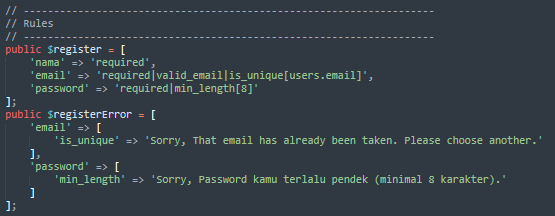 // --------------------------------------------------------------------
// Rules
// --------------------------------------------------------------------
public $register = [
    'nama' => 'required',
    'email' => 'required|valid_email|is_unique[users.email]',
    'password' => 'required|min_length[8]'
];
public $registerError = [
    'email' => [
        'is_unique' => 'Sorry, That email has already been taken. Please choose another.'
    ],
    'password' => [
        'min_length' => 'Sorry, Password kamu terlalu pendek (minimal 8 karakter).'
    ]
];